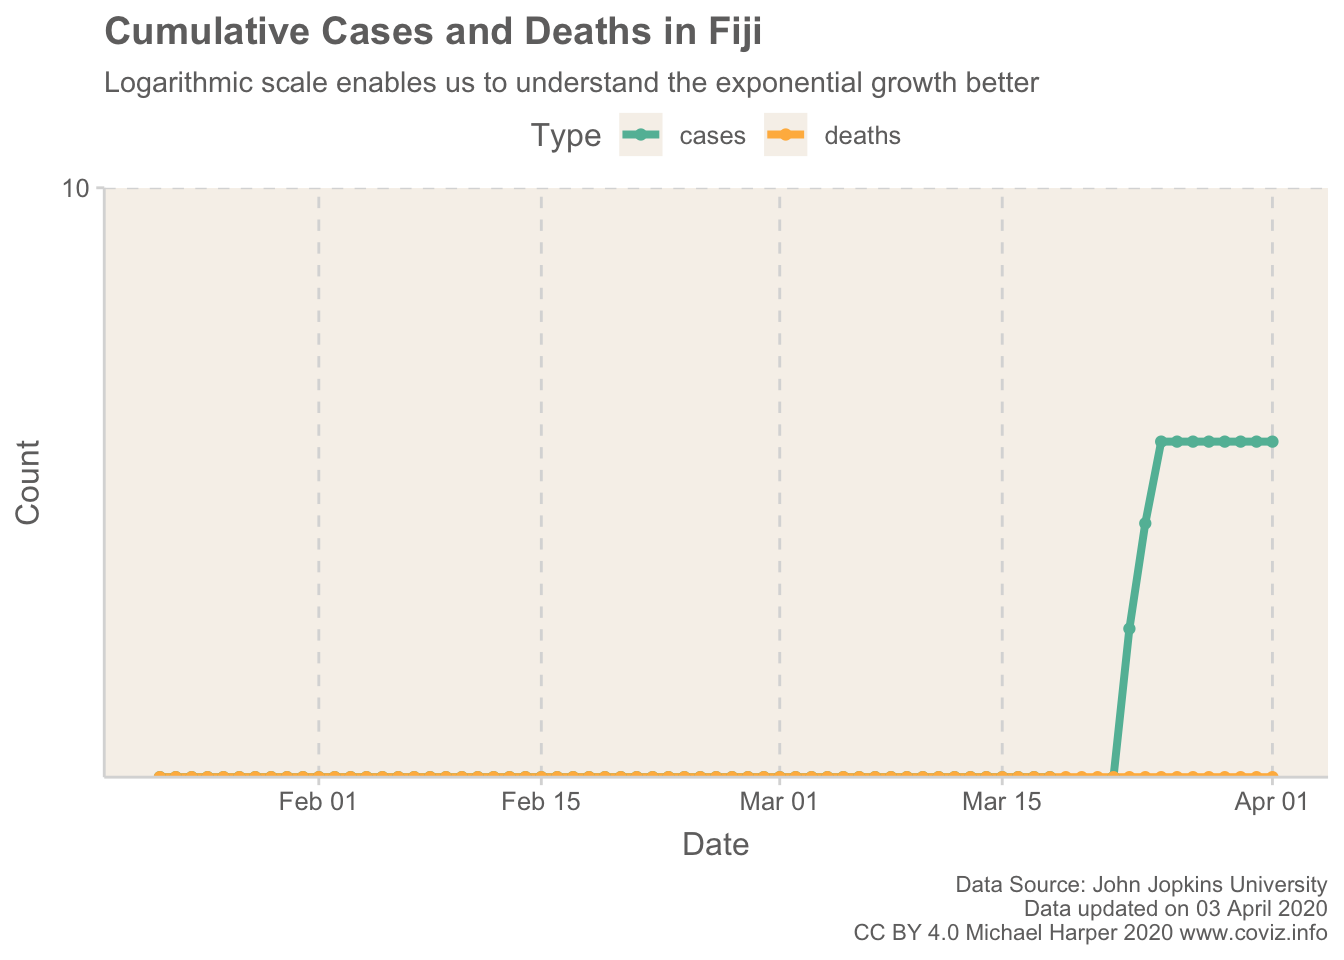 Cumulative Cases and Deaths in Fiji
Logarithmic scale enables us to understand the exponential growth better
Type cases deaths
10
Count
Feb 01 Feb 15 Mar 01 Mar 15 Apr 01
Date
Data Source: John Jopkins University
Data updated on 03 April 2020
CC BY 4.0 Michael Harper 2020 www.coviz.info